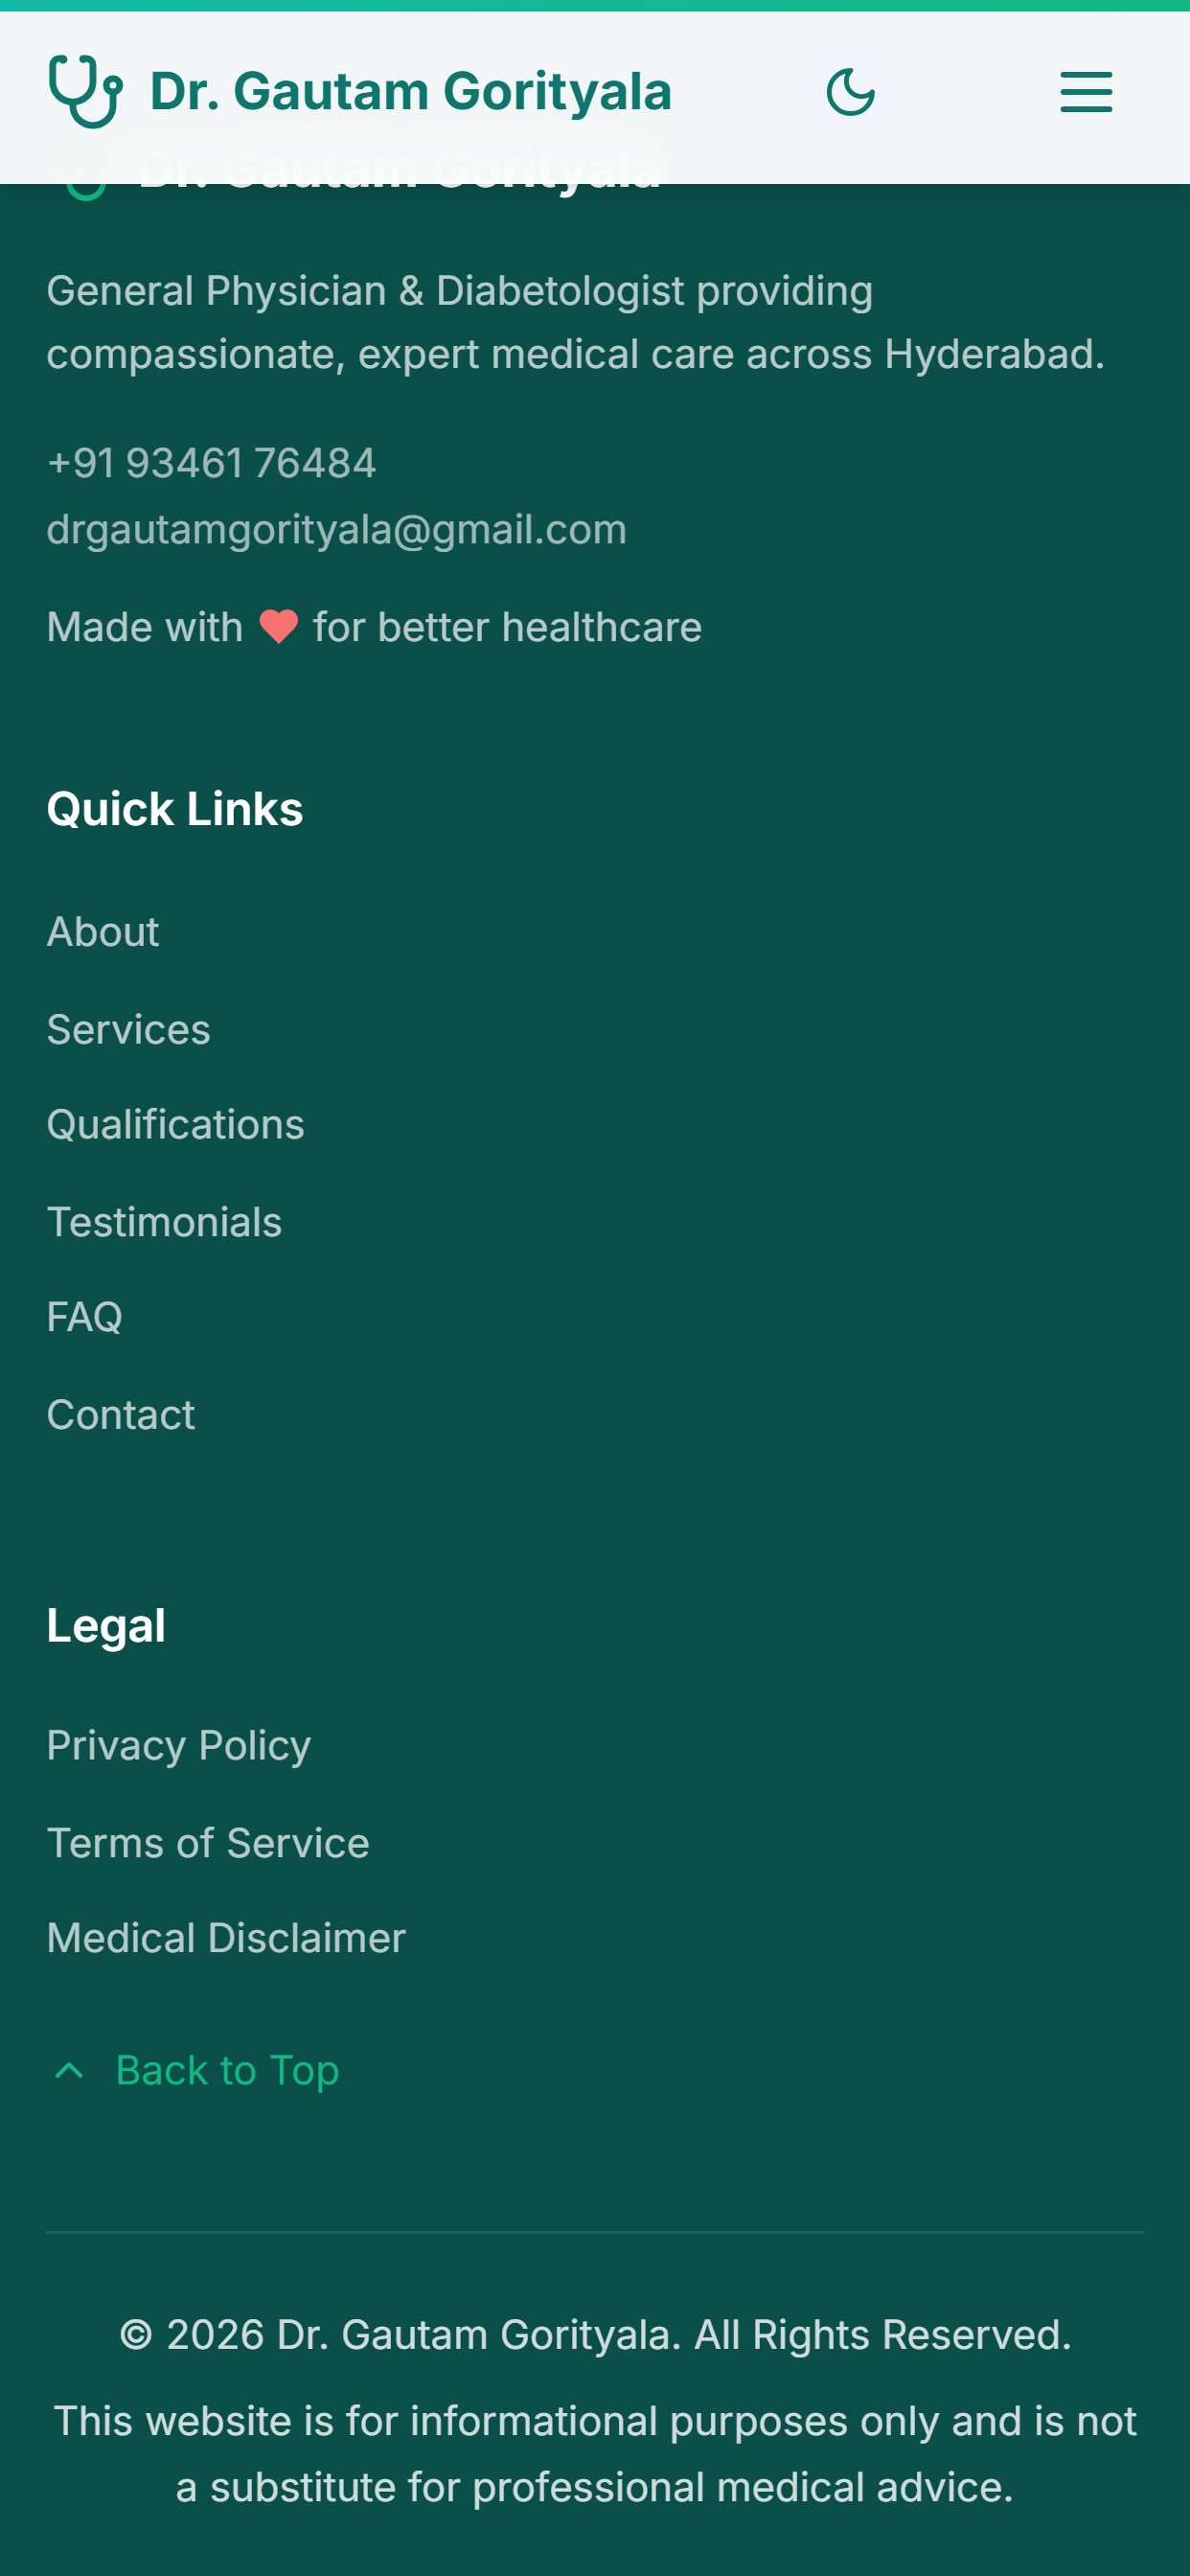 Dr. Gautam Gorityala
Dr. Gautam Gorityala
General Physician & Diabetologist providing
compassionate, expert medical care across Hyderabad.
+91 93461 76484
drgautamgorityala@gmail.com
Made with ❤ for better healthcare
Quick Links
About
Services
Qualifications
Testimonials
FAQ
Contact
Legal
Privacy Policy
Terms of Service
Medical Disclaimer
Back to Top
© 2026 Dr. Gautam Gorityala. All Rights Reserved.
This website is for informational purposes only and is not
a substitute for professional medical advice.